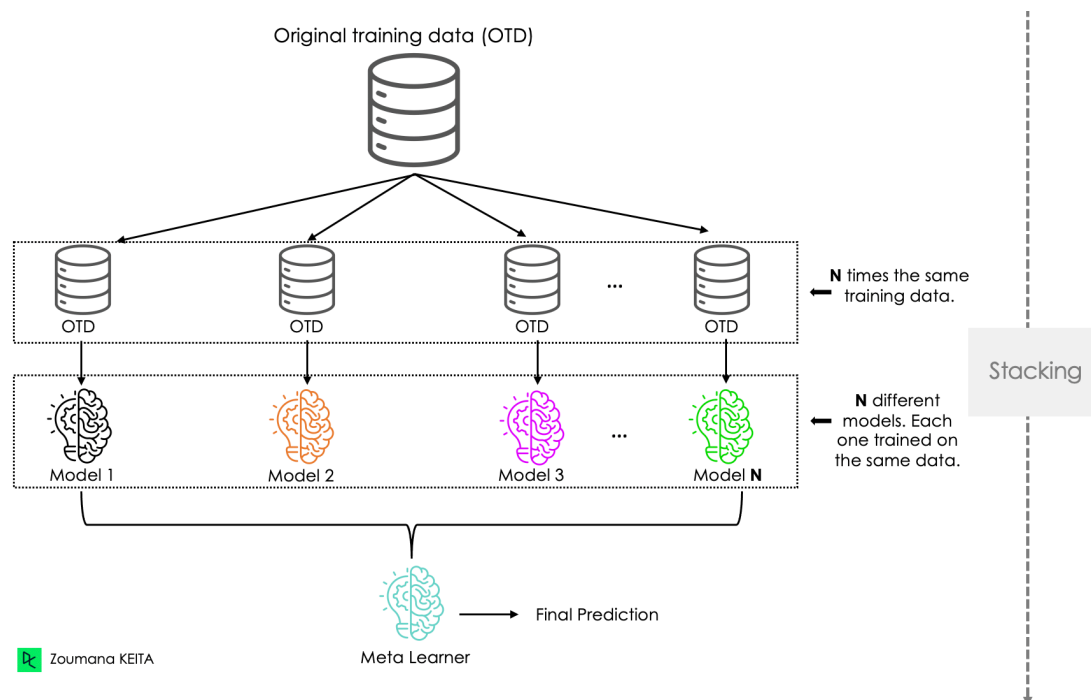 Original training data (OTD)
OTD
OTD
OTD
...
OTD
N times the same
training data.
Stacking
Model 1
Model 2
Model 3
...
Model N
N different
models. Each
one trained on
the same data.
Meta Learner
Final Prediction
Zoumana KEITA